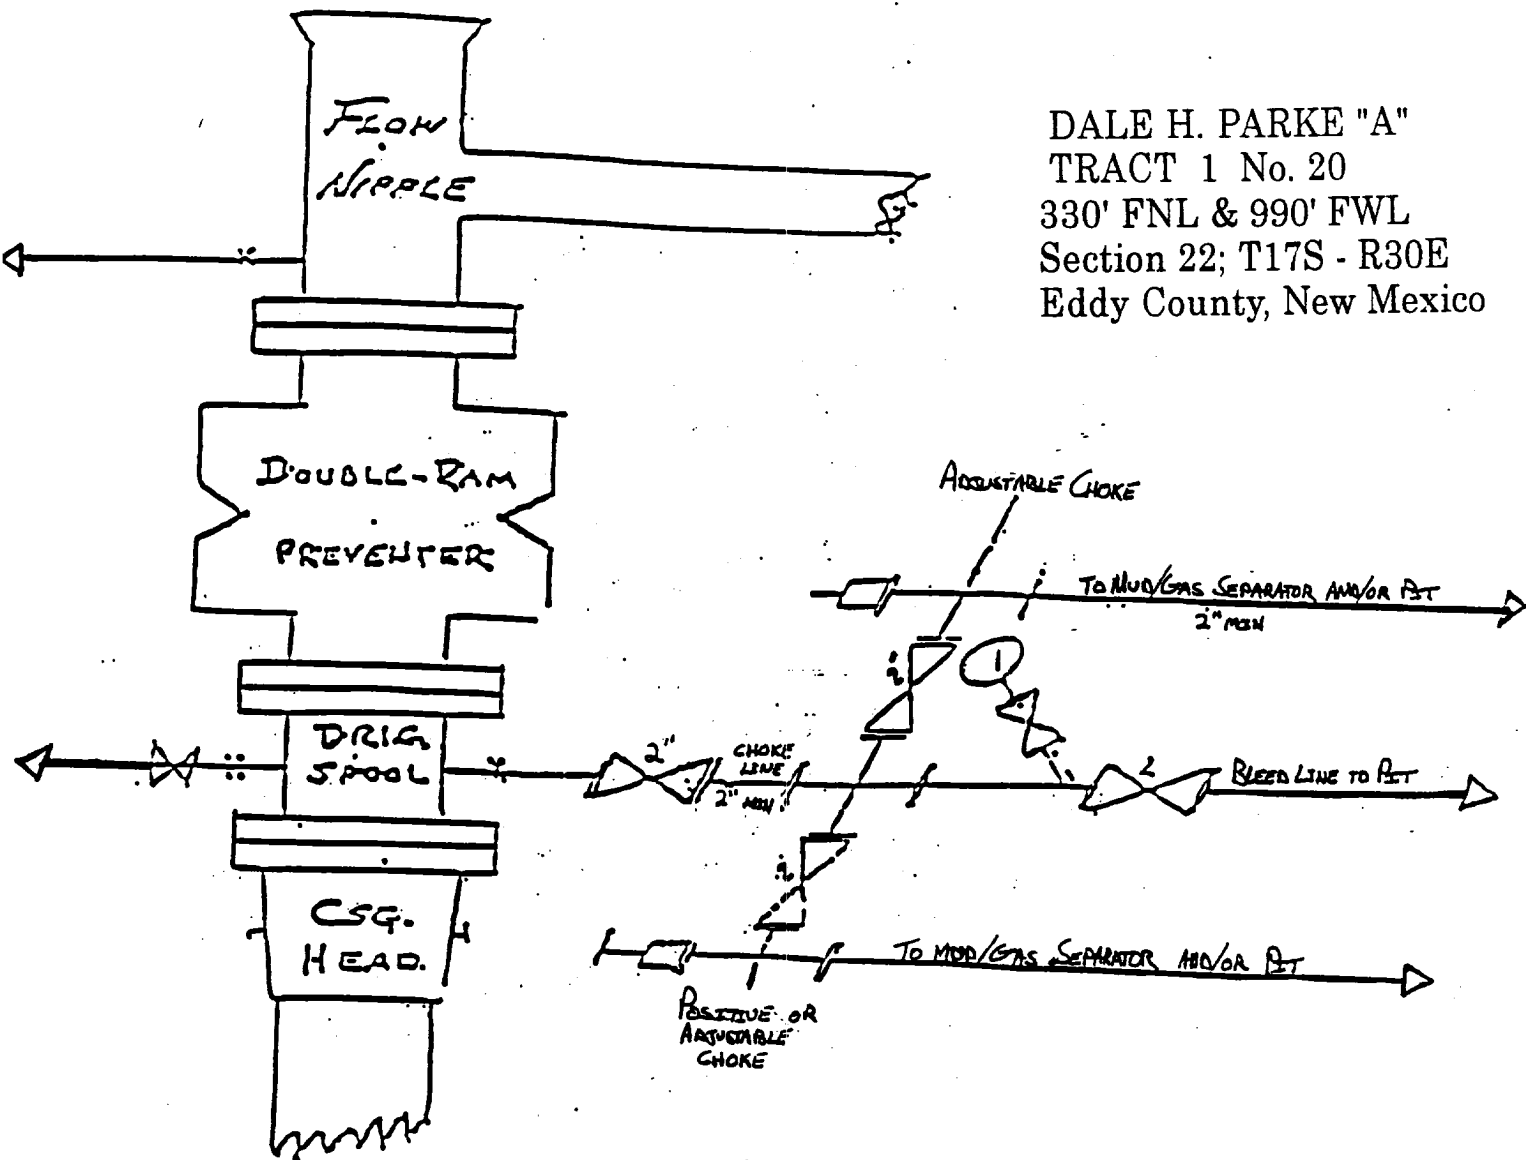 DALE H. PARKE "A"
TRACT 1 No. 20
330' FNL & 990' FWL
Section 22; T17S - R30E
Eddy County, New Mexico
FLOW
NIPPLE
DOUBLE-RAM
PREVENTER
DRLG.
SPOOL
CSG.
HEAD.
ADJUSTABLE CHOKE
TO MUD/GAS SEPARATOR AND/OR PIT
2" MIN
1
2"
CHOKE
LINE
2" MIN
2
BLEED LINE TO PIT
TO MUD/GAS SEPARATOR AND/OR PIT
POSITIVE OR
ADJUSTABLE
CHOKE